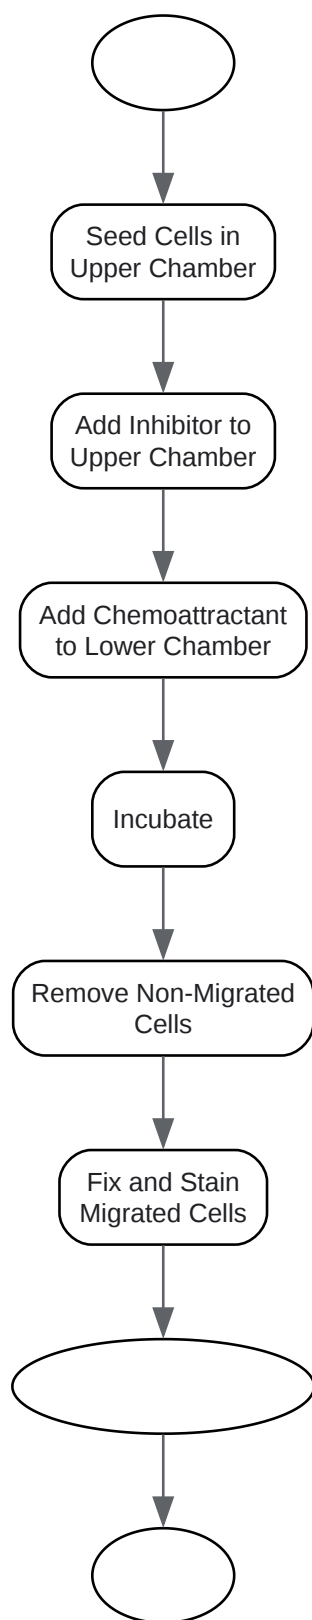 Seed Cells in
Upper Chamber
Add Inhibitor to
Upper Chamber
Add Chemoattractant
to Lower Chamber
Incubate
Remove Non-Migrated
Cells
Fix and Stain
Migrated Cells